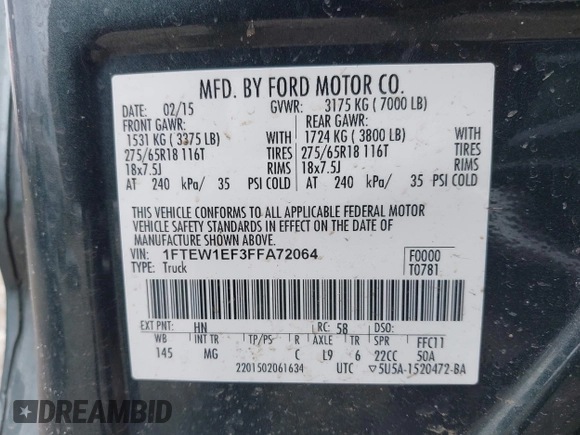 MFD. BY FORD MOTOR CO.
DATE: 02/15 GVWR: 3175 KG ( 7000 LB)
FRONT GAWR: REAR GAWR:
1531 KG ( 3375 LB) WITH 1724 KG ( 3800 LB) WITH
275/65R18 116T TIRES 275/65R18 116T TIRES
18x7.5J RIMS 18x7.5J RIMS
AT 240 kPa/ 35 PSI COLD AT 240 kPa/ 35 PSI COLD
THIS VEHICLE CONFORMS TO ALL APPLICABLE FEDERAL MOTOR
VEHICLE SAFETY STANDARDS IN EFFECT ON THE DATE OF
MANUFACTURE SHOWN ABOVE.
VIN: 1FTEW1EF3FFA72064 F0000
TYPE: Truck T0781
EXT PNT: HN RC: 58 DSO:
WB INT TR TP/PS R AXLE TR SPR FFC11
145 MG C L9 6 22CC 50A
2201502061634 UTC ▽5U5A-1520472-BA
AUTOHELPERBOT.COM